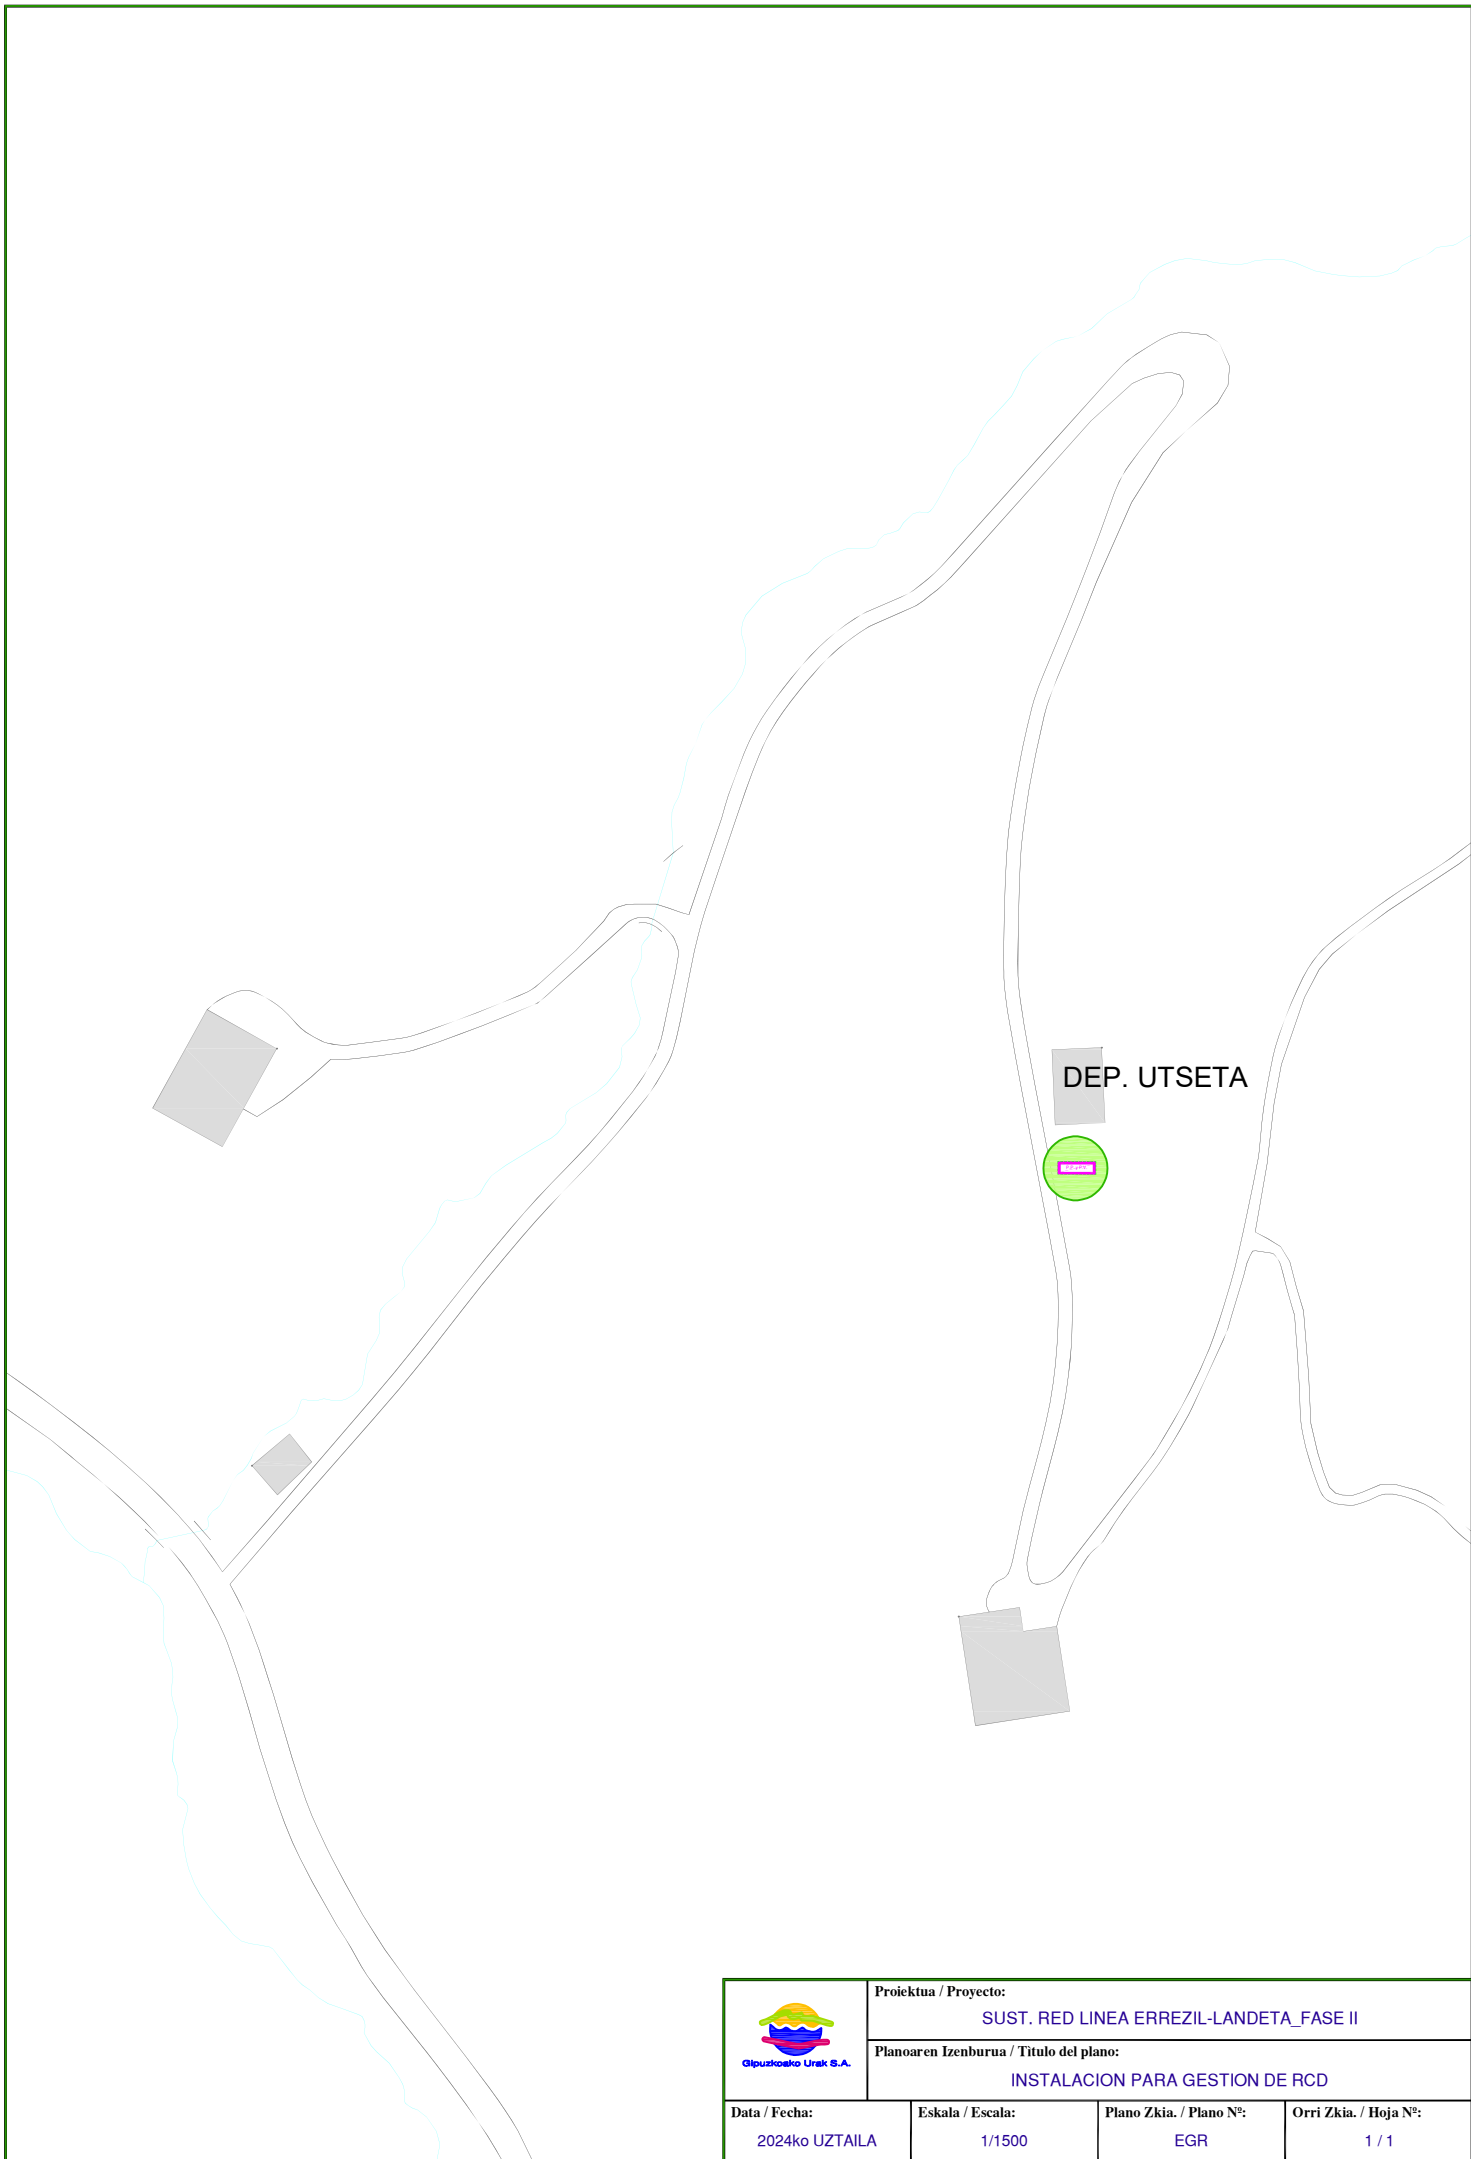 DEP. UTSETA
Gipuzkoako Urak S.A.
Proiektua / Proyecto:
SUST. RED LINEA ERREZIL-LANDETA_FASE II
Planoaren Izenburua / Título del plano:
INSTALACION PARA GESTION DE RCD
Data / Fecha:
2024ko UZTAILA
Eskala / Escala:
1/1500
Plano Zkia. / Plano Nº:
EGR
Orri Zkia. / Hoja Nº:
1 / 1